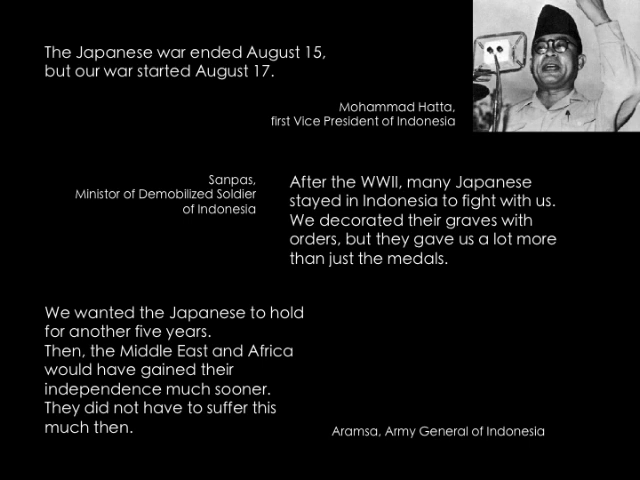 The Japanese war ended August 15,
but our war started August 17.
Mohammad Hatta,
first Vice President of Indonesia
Sanpas,
Ministor of Demobilized Soldier
of Indonesia
After the WWII, many Japanese
stayed in Indonesia to fight with us.
We decorated their graves with
orders, but they gave us a lot more
than just the medals.
We wanted the Japanese to hold
for another five years.
Then, the Middle East and Africa
would have gained their
independence much sooner.
They did not have to suffer this
much then.
Aramsa, Army General of Indonesia